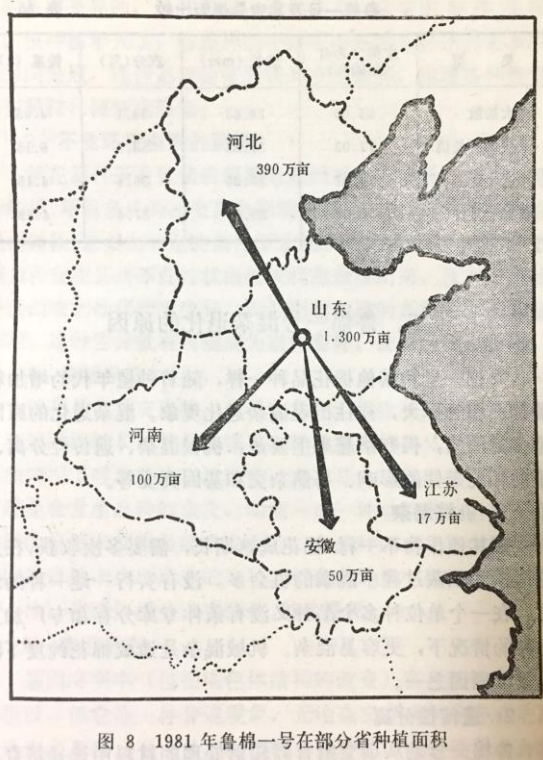 河北
390万亩
山东
1.300万亩
河南
100万亩
江苏
17万亩
安徽
50万亩
图 8 1981 年鲁棉一号在部分省种植面积